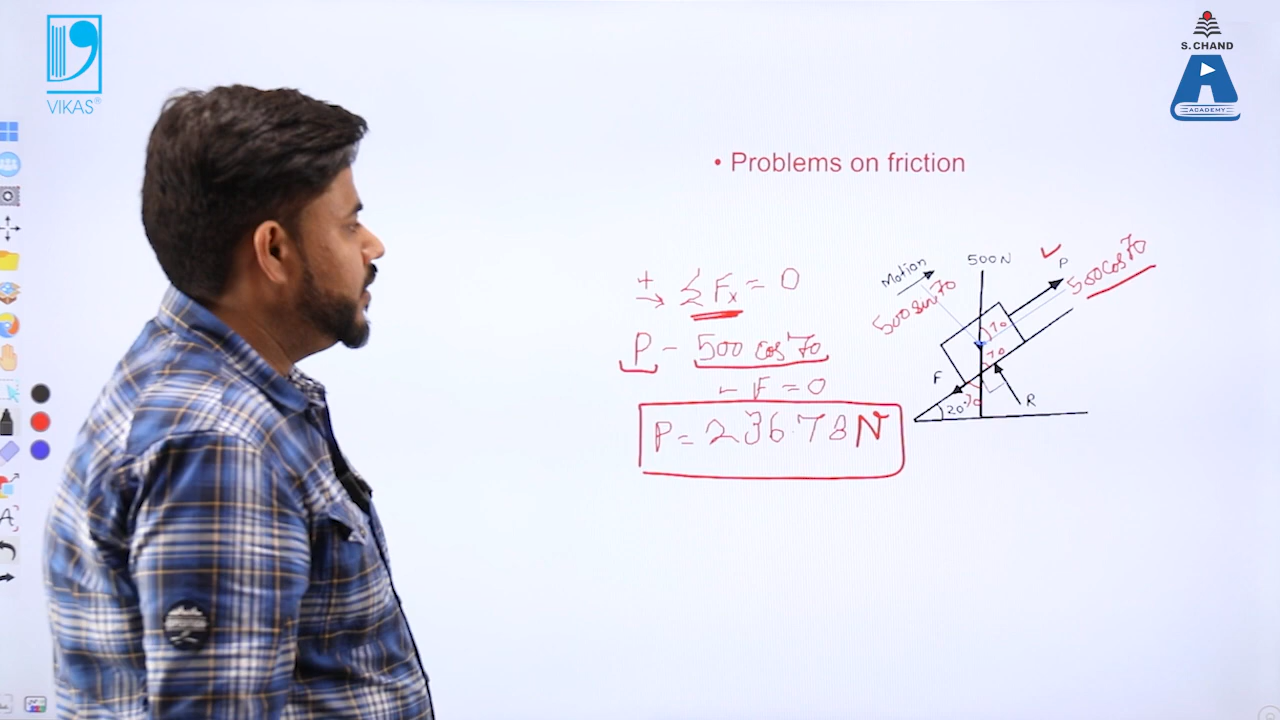 VIKAS®
S. CHAND
ACADEMY
• Problems on friction
+
→ ΣFx = 0
P - 500 cos 70
- F = 0
P = 236.78 N
Motion
500 N
P
500 sin 70
500 cos 70
70
70
F
20°
70
R